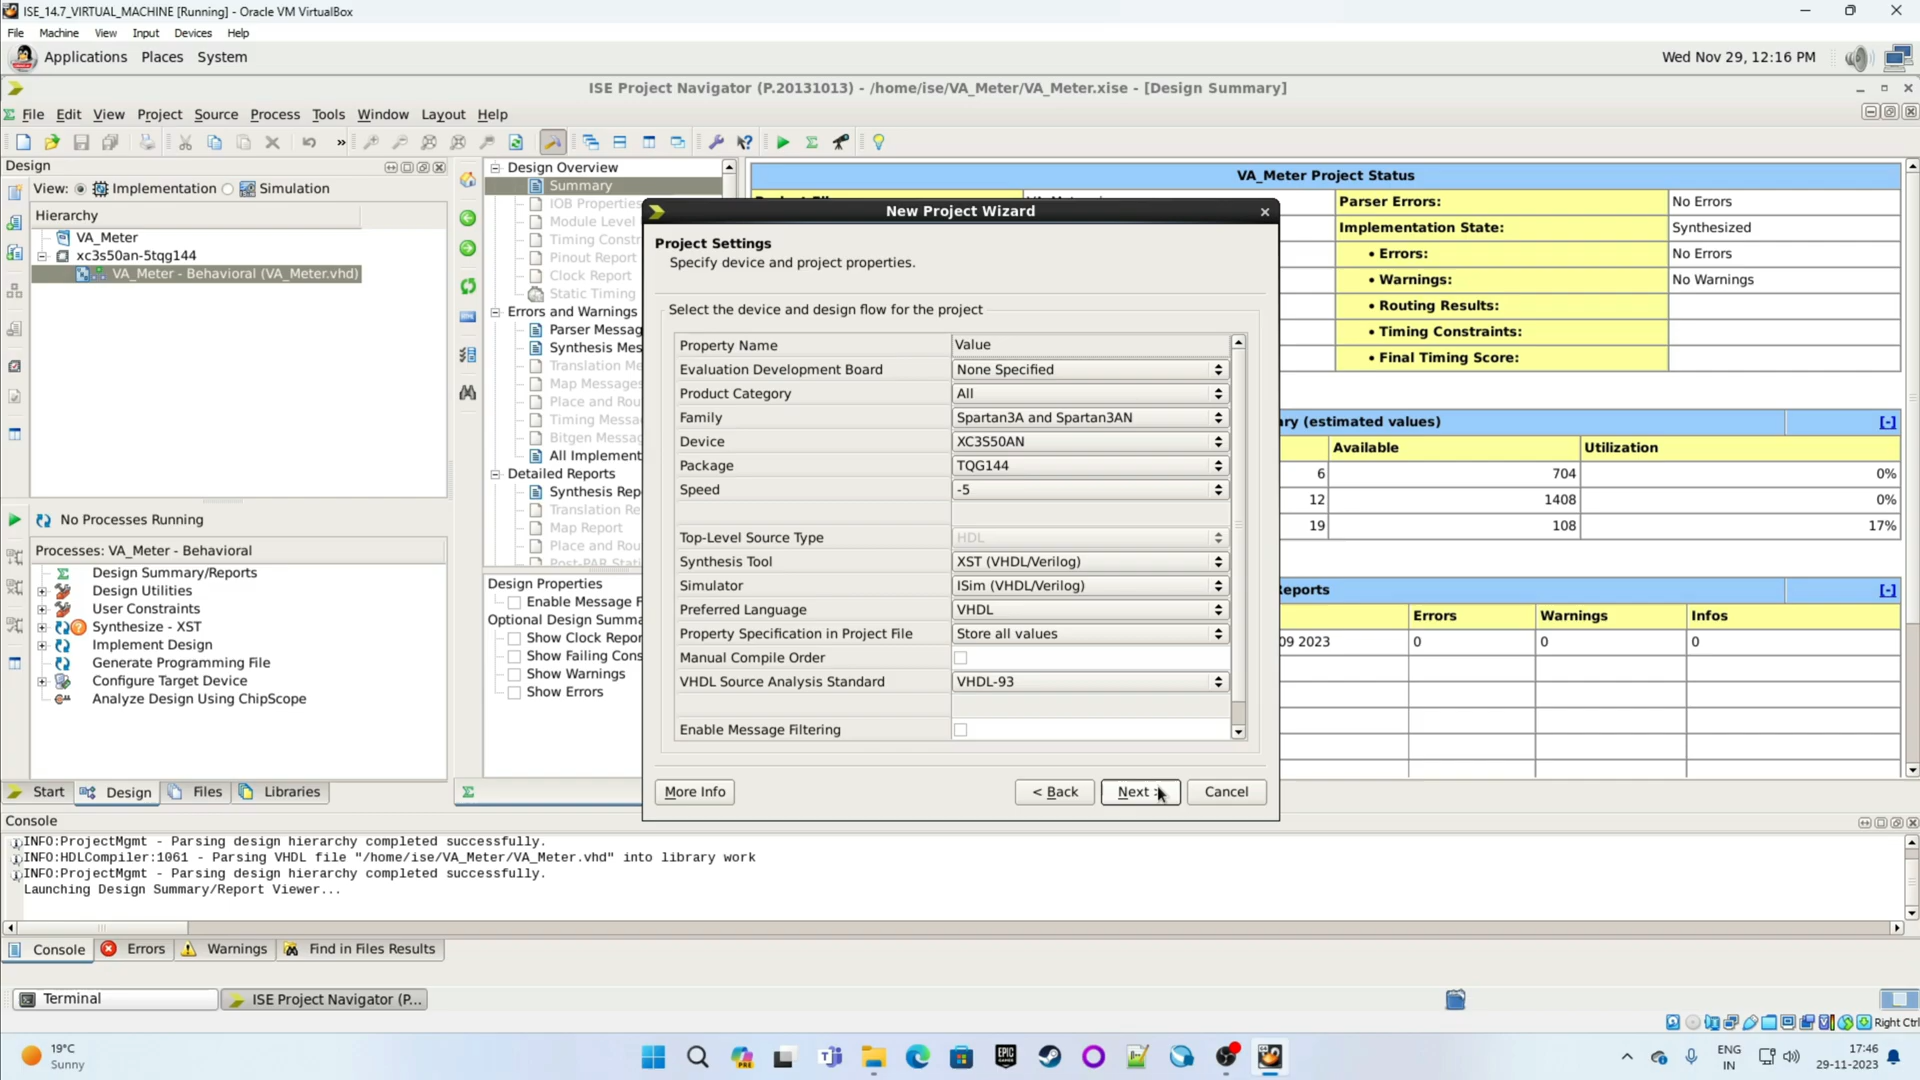 ISE_14.7_VIRTUAL_MACHINE [Running] - Oracle VM VirtualBox
File Machine View Input Devices Help
Applications Places System
Wed Nov 29, 12:16 PM
ISE Project Navigator (P.20131013) - /home/ise/VA_Meter/VA_Meter.xise - [Design Summary]
File Edit View Project Source Process Tools Window Layout Help
Design
View: Implementation Simulation
Hierarchy
VA_Meter
xc3s50an-5tqg144
VA_Meter - Behavioral (VA_Meter.vhd)
No Processes Running
Processes: VA_Meter - Behavioral
Design Summary/Reports
Design Utilities
User Constraints
Synthesize - XST
Implement Design
Generate Programming File
Configure Target Device
Analyze Design Using ChipScope
Start Design Files Libraries
Design Overview
Summary
IOB Properties
Module Level
Timing Constr
Pinout Report
Clock Report
Static Timing
Errors and Warnings
Parser Messag
Synthesis Mes
Translation Me
Map Messages
Place and Rou
Timing Messa
Bitgen Messa
All Implement
Detailed Reports
Synthesis Rep
Translation Re
Map Report
Place and Rou
Post-PAR Stati
Design Properties
Enable Message F
Optional Design Summa
Show Clock Repor
Show Failing Cons
Show Warnings
Show Errors
New Project Wizard
Project Settings
Specify device and project properties.
Select the device and design flow for the project
Property Name Value
Evaluation Development Board None Specified
Product Category All
Family Spartan3A and Spartan3AN
Device XC3S50AN
Package TQG144
Speed -5
Top-Level Source Type HDL
Synthesis Tool XST (VHDL/Verilog)
Simulator ISim (VHDL/Verilog)
Preferred Language VHDL
Property Specification in Project File Store all values
Manual Compile Order
VHDL Source Analysis Standard VHDL-93
Enable Message Filtering
More Info < Back Next Cancel
VA_Meter Project Status
Parser Errors: No Errors
Implementation State: Synthesized
• Errors: No Errors
• Warnings: No Warnings
• Routing Results:
• Timing Constraints:
• Final Timing Score:
ry (estimated values) [-]
Available Utilization
6 704 0%
12 1408 0%
19 108 17%
eports [-]
Errors Warnings Infos
09 2023 0 0 0
Console
INFO:ProjectMgmt - Parsing design hierarchy completed successfully.
INFO:HDLCompiler:1061 - Parsing VHDL file "/home/ise/VA_Meter/VA_Meter.vhd" into library work
INFO:ProjectMgmt - Parsing design hierarchy completed successfully.
Launching Design Summary/Report Viewer...
Console Errors Warnings Find in Files Results
Terminal ISE Project Navigator (P...
Right Ctrl
19°C
Sunny
EPIC GAMES
ENG
IN
17:46
29-11-2023